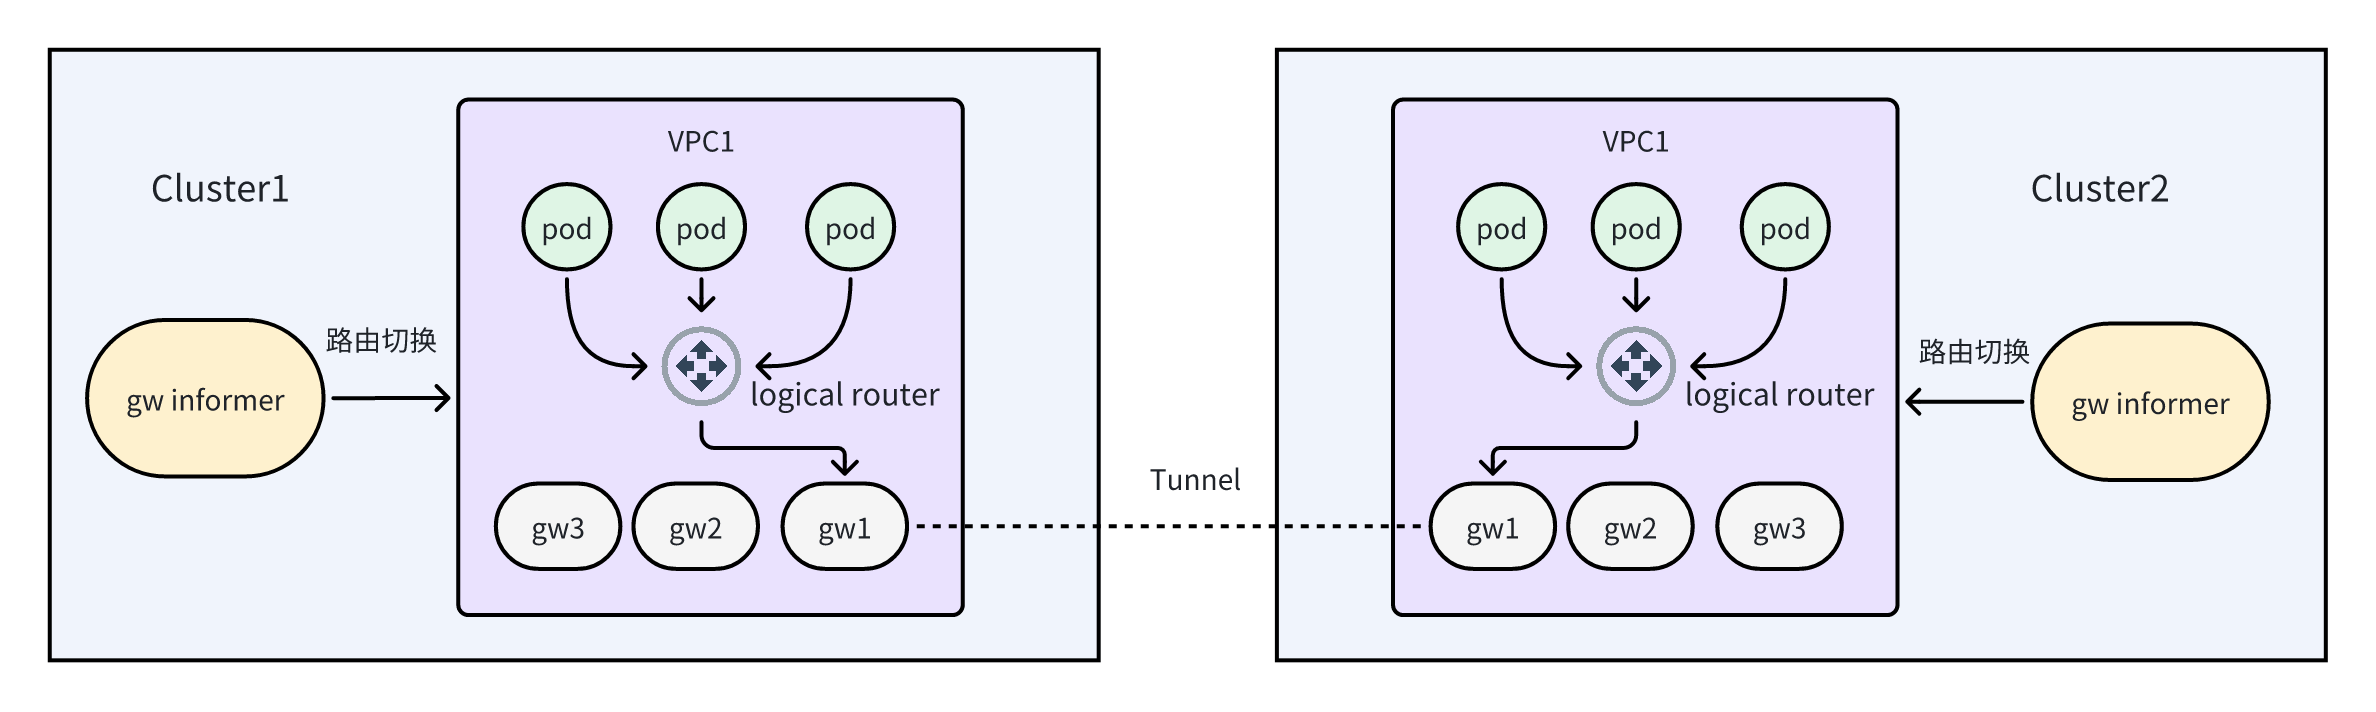 Cluster1
gw informer
路由切换
VPC1
pod
pod
pod
logical router
gw3
gw2
gw1
Tunnel
VPC1
pod
pod
pod
logical router
gw1
gw2
gw3
Cluster2
路由切换
gw informer